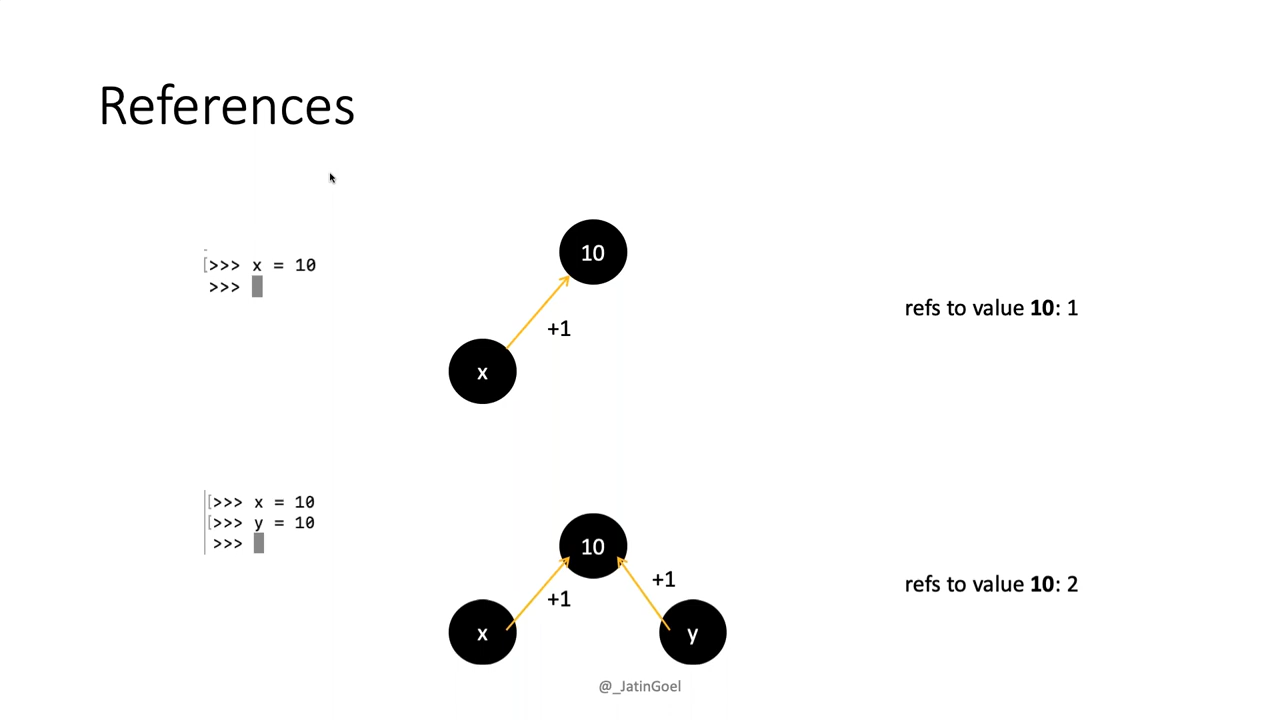 References
[>>> x = 10
>>>
10
+1
x
refs to value 10: 1
[>>> x = 10
[>>> y = 10
>>>
10
+1
+1
x
y
refs to value 10: 2
@_JatinGoel